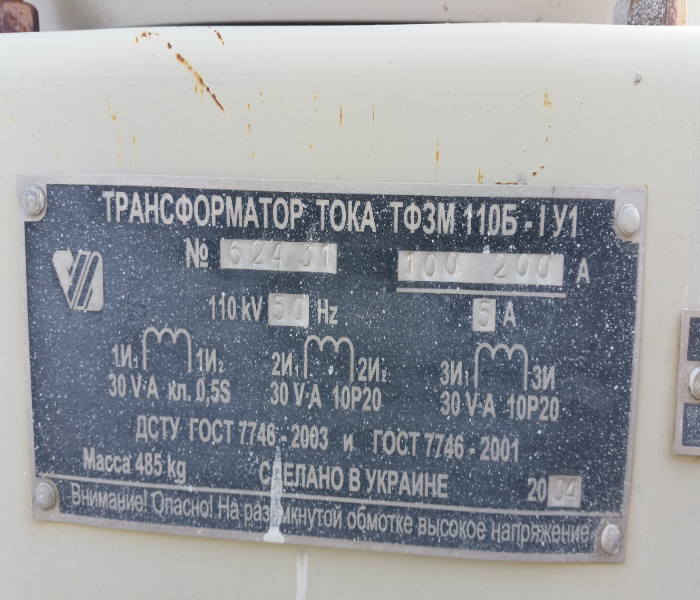 ТРАНСФОРМАТОР ТОКА ТФЗМ 110Б - I У1
№ 62431 100 200 А
110 kV 50 Hz 5 А
1И₁ 1И₂ 2И₁ 2И₂ 3И₁ 3И
30 V·A кл. 0,5S 30 V·A 10P20 30 V·A 10P20
ДСТУ ГОСТ 7746 - 2003 и ГОСТ 7746 - 2001
Масса 485 kg СДЕЛАНО В УКРАИНЕ 2004
Внимание! Опасно! На разомкнутой обмотке высокое напряжение